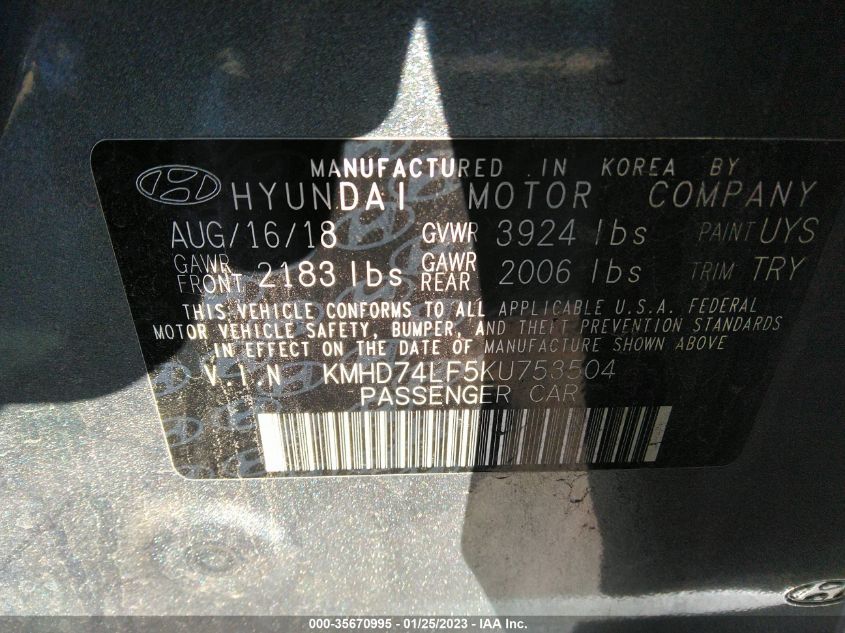 MANUFACTURED IN KOREA BY
HYUNDAI MOTOR COMPANY
AUG/16/18 GVWR 3924 lbs PAINT UYS
GAWR FRONT 2183 lbs GAWR REAR 2006 lbs TRIM TRY
THIS VEHICLE CONFORMS TO ALL APPLICABLE U.S.A. FEDERAL
MOTOR VEHICLE SAFETY, BUMPER, AND THEFT PREVENTION STANDARDS
IN EFFECT ON THE DATE OF MANUFACTURE SHOWN ABOVE
V.I.N KMHD74LF5KU753504
PASSENGER CAR
000-35670995 - 01/25/2023 - IAA Inc.